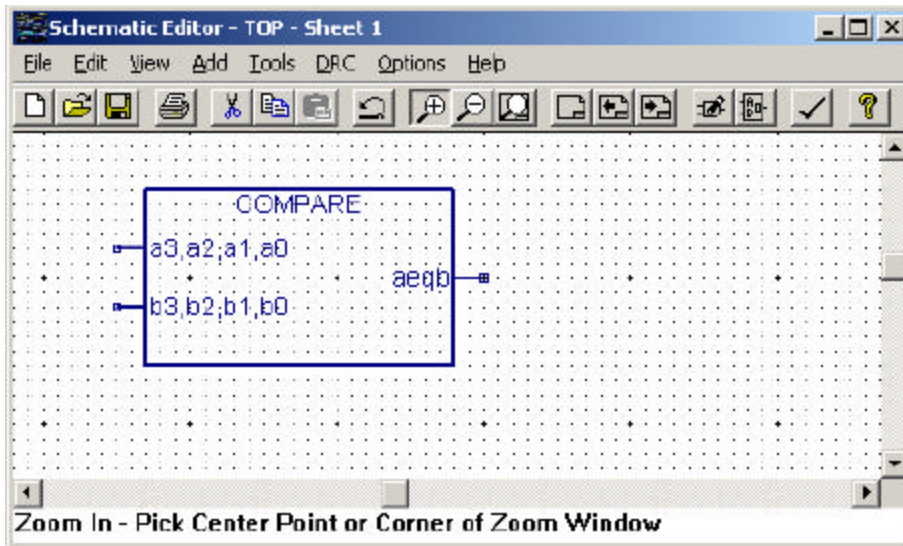 Schematic Editor - TOP - Sheet 1
File Edit View Add Tools DRC Options Help
COMPARE
a3,a2,a1,a0
aeqb
b3,b2,b1,b0
Zoom In - Pick Center Point or Corner of Zoom Window